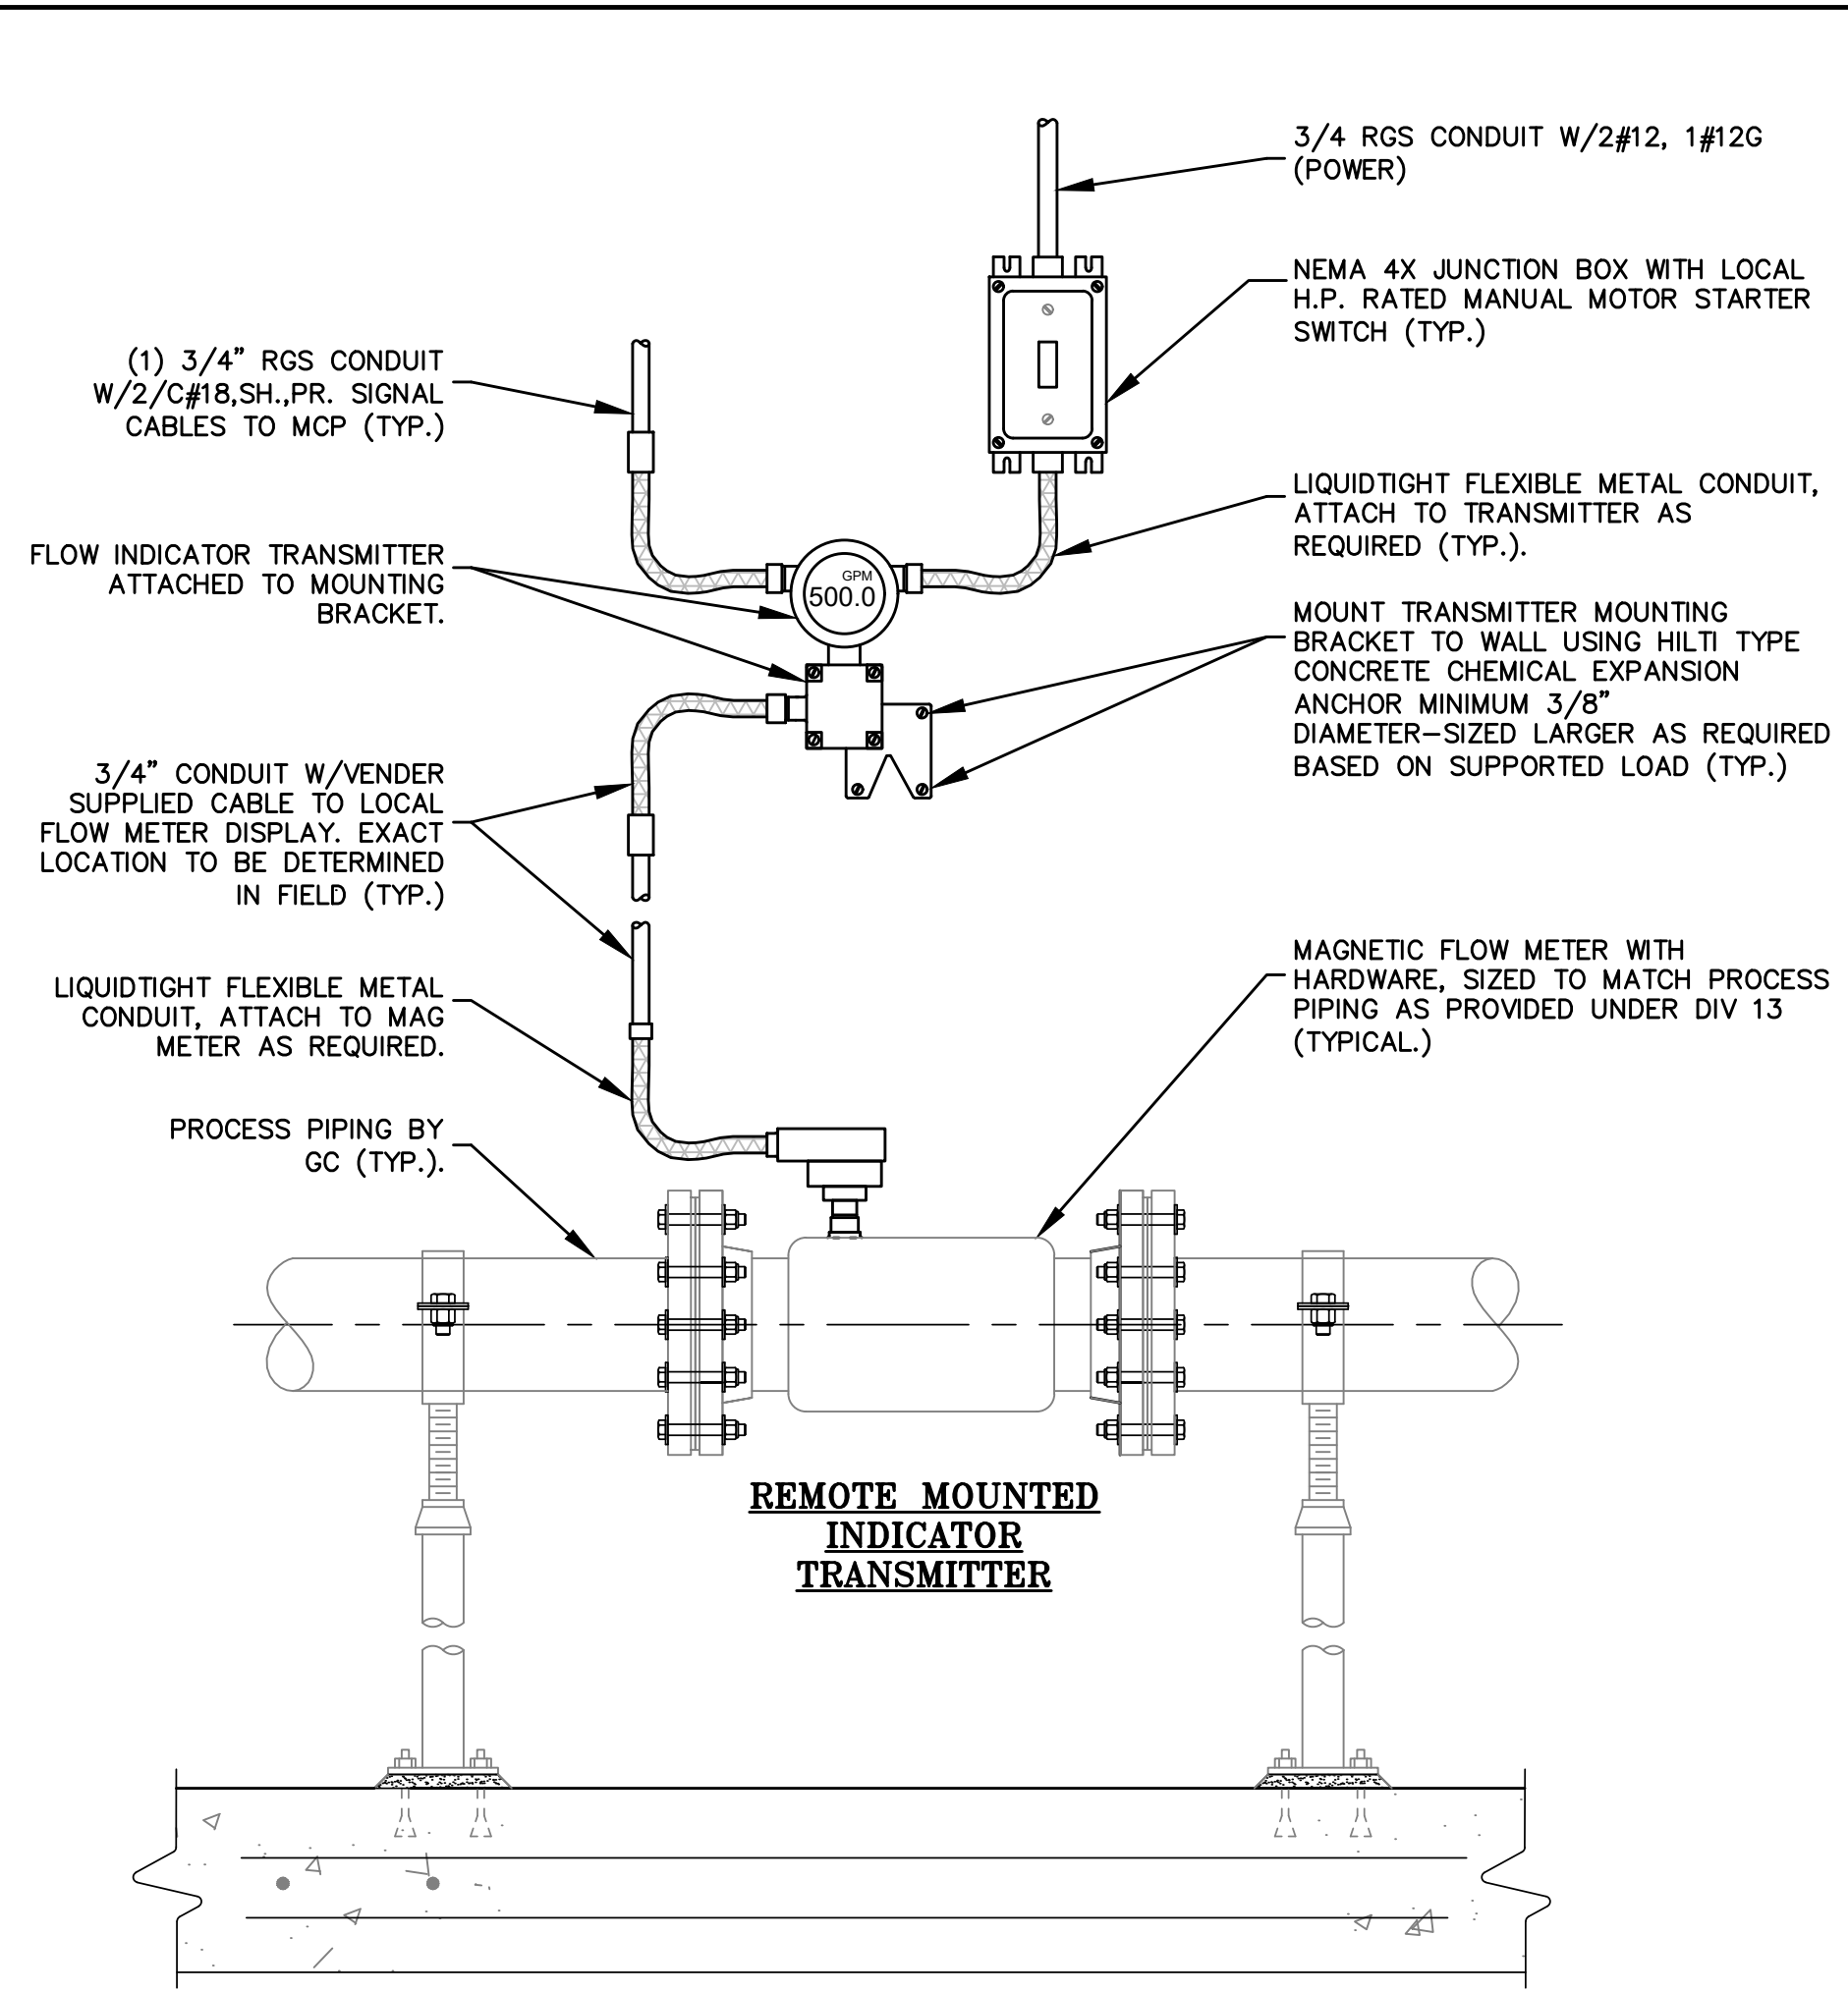 3/4 RGS CONDUIT W/2#12, 1#12G
(POWER)
NEMA 4X JUNCTION BOX WITH LOCAL
H.P. RATED MANUAL MOTOR STARTER
SWITCH (TYP.)
(1) 3/4" RGS CONDUIT
W/2/C#18,SH.,PR. SIGNAL
CABLES TO MCP (TYP.)
LIQUIDTIGHT FLEXIBLE METAL CONDUIT,
ATTACH TO TRANSMITTER AS
REQUIRED (TYP.).
FLOW INDICATOR TRANSMITTER
ATTACHED TO MOUNTING
BRACKET.
GPM
500.0
MOUNT TRANSMITTER MOUNTING
BRACKET TO WALL USING HILTI TYPE
CONCRETE CHEMICAL EXPANSION
ANCHOR MINIMUM 3/8"
DIAMETER-SIZED LARGER AS REQUIRED
BASED ON SUPPORTED LOAD (TYP.)
3/4" CONDUIT W/VENDER
SUPPLIED CABLE TO LOCAL
FLOW METER DISPLAY. EXACT
LOCATION TO BE DETERMINED
IN FIELD (TYP.)
MAGNETIC FLOW METER WITH
HARDWARE, SIZED TO MATCH PROCESS
PIPING AS PROVIDED UNDER DIV 13
(TYPICAL.)
LIQUIDTIGHT FLEXIBLE METAL
CONDUIT, ATTACH TO MAG
METER AS REQUIRED.
PROCESS PIPING BY
GC (TYP.).
REMOTE MOUNTED
INDICATOR
TRANSMITTER